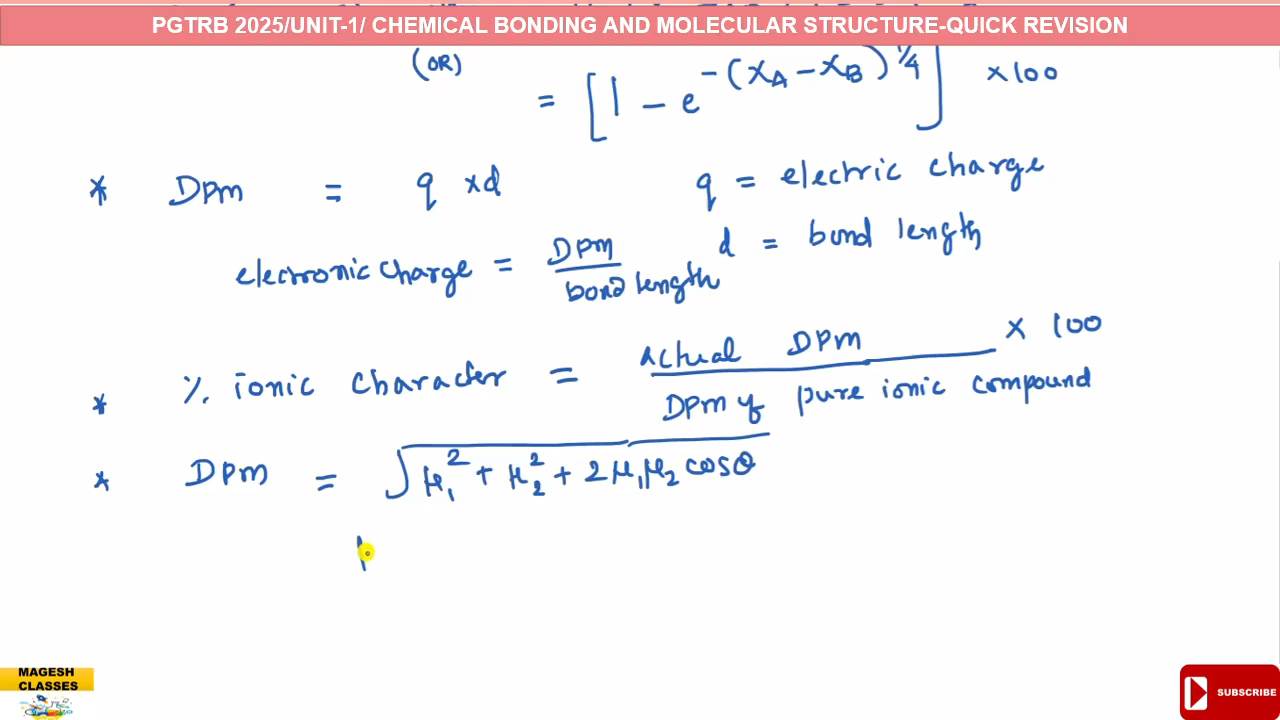 PGTRB 2025/UNIT-1/ CHEMICAL BONDING AND MOLECULAR STRUCTURE-QUICK REVISION
(OR)
= [1 - e^-(XA - XB)^1/4] × 100
* DPM = q × d q = electric charge
d = bond length
electronic charge = DPM / bond length
* % ionic character = Actual DPM / DPM of pure ionic compound × 100
* DPM = √μ₁² + μ₂² + 2μ₁μ₂ cosθ
MAGESH
CLASSES
SUBSCRIBE